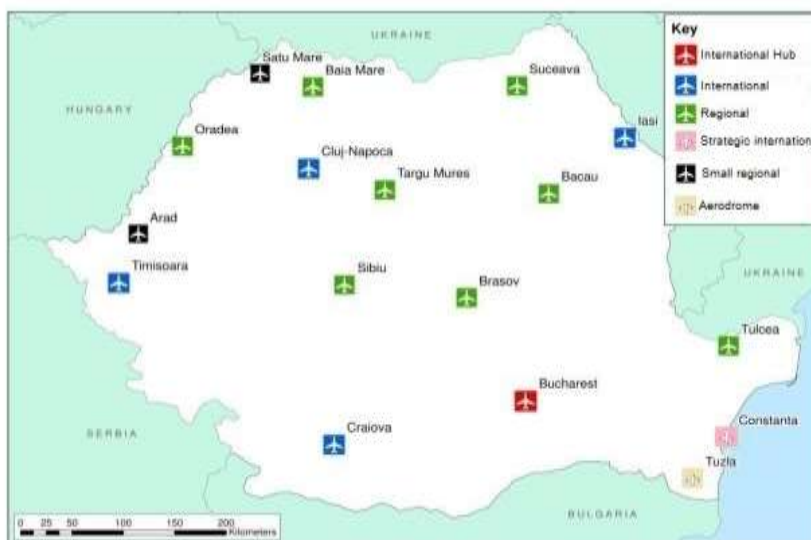 UKRAINE
Key
International Hub
International
Regional
Strategic internation
Small regional
Aerodrome
Satu Mare
Baia Mare
Suceava
HUNGARY
Iasi
Oradea
Cluj-Napoca
Targu Mures
Bacau
Arad
Timisoara
Sibiu
Brasov
UKRAINE
Tulcea
Bucharest
Constanta
Craiova
SERBIA
Tuzla
BULGARIA
0 25 50 100 150 200
Kilometers